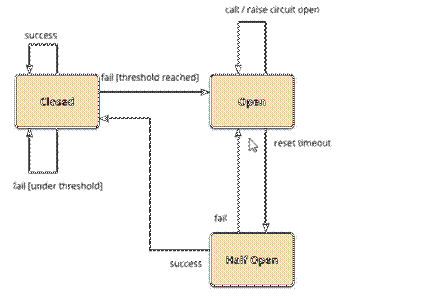 call / raise circuit open
success
fail [threshold reached]
Closed
Open
reset timeout
fail [under threshold]
fail
Half Open
success